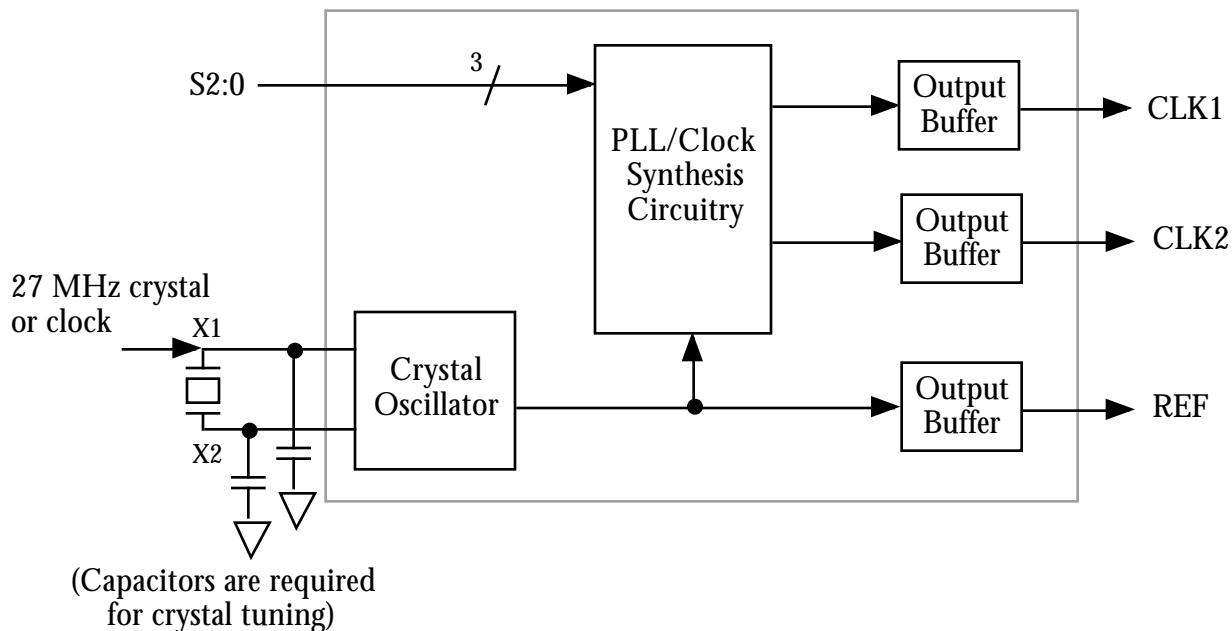 3
S2:0
PLL/Clock
Synthesis
Circuitry
Output
Buffer
CLK1
Output
Buffer
CLK2
27 MHz crystal
or clock
X1
X2
Crystal
Oscillator
Output
Buffer
REF
(Capacitors are required
for crystal tuning)